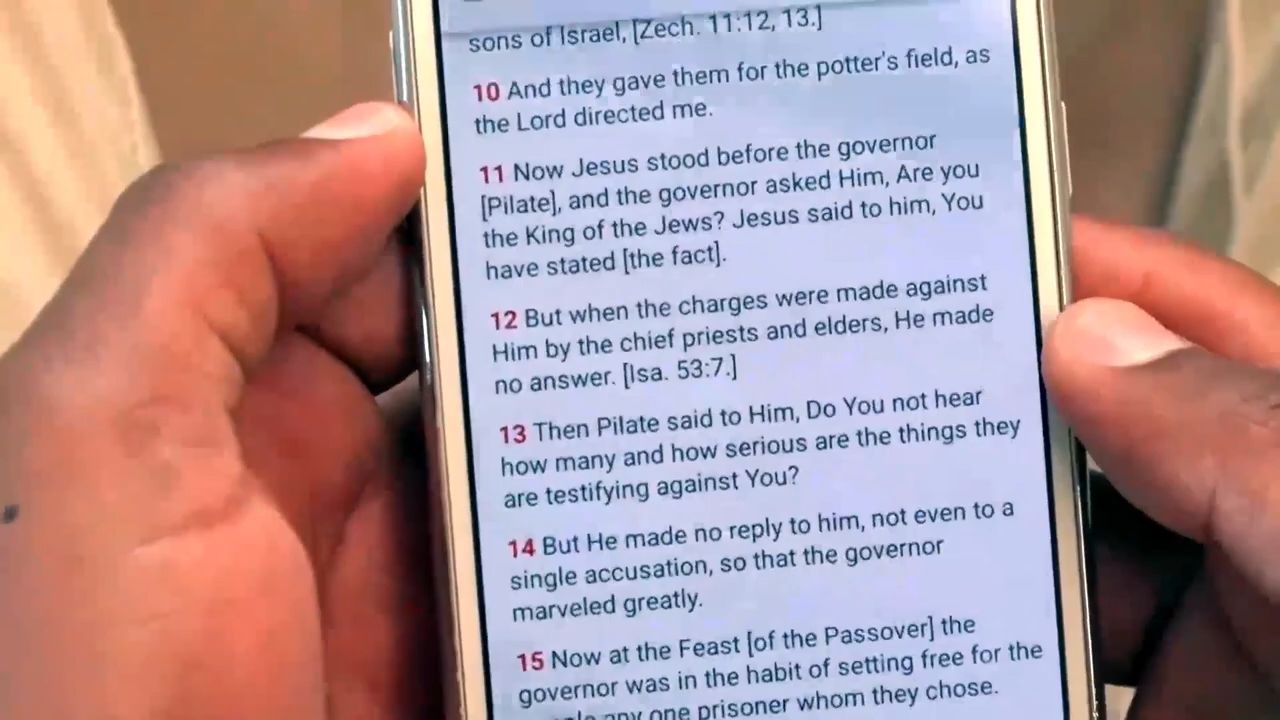 sons of Israel, [Zech. 11:12, 13.]
10 And they gave them for the potter's field, as
the Lord directed me.
11 Now Jesus stood before the governor
[Pilate], and the governor asked Him, Are you
the King of the Jews? Jesus said to him, You
have stated [the fact].
12 But when the charges were made against
Him by the chief priests and elders, He made
no answer. [Isa. 53:7.]
13 Then Pilate said to Him, Do You not hear
how many and how serious are the things they
are testifying against You?
14 But He made no reply to him, not even to a
single accusation, so that the governor
marveled greatly.
15 Now at the Feast [of the Passover] the
governor was in the habit of setting free for the
any one prisoner whom they chose.